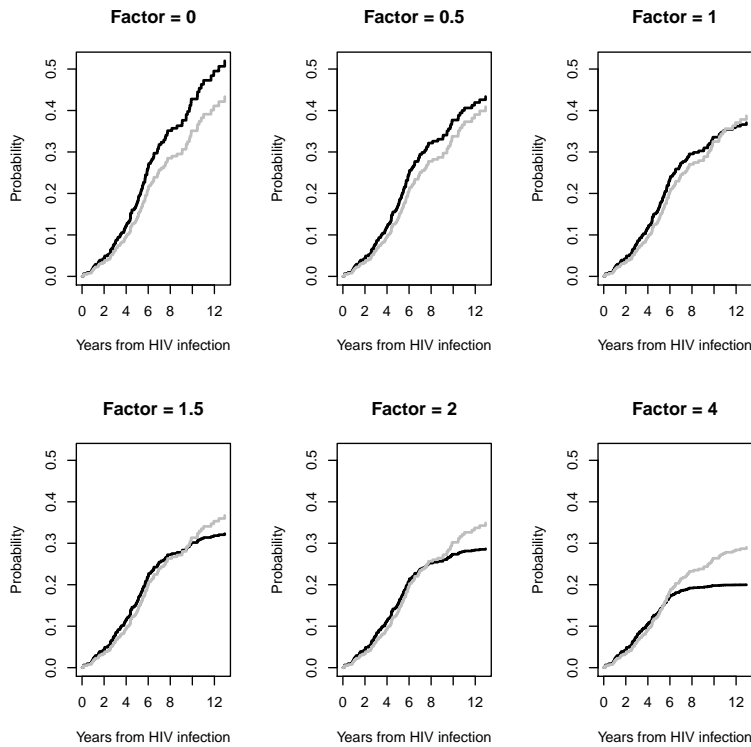 Factor = 0
Probability
0.0 0.1 0.2 0.3 0.4 0.5
0 2 4 6 8 12
Years from HIV infection
Factor = 0.5
Probability
0.0 0.1 0.2 0.3 0.4 0.5
0 2 4 6 8 12
Years from HIV infection
Factor = 1
Probability
0.0 0.1 0.2 0.3 0.4 0.5
0 2 4 6 8 12
Years from HIV infection
Factor = 1.5
Probability
0.0 0.1 0.2 0.3 0.4 0.5
0 2 4 6 8 12
Years from HIV infection
Factor = 2
Probability
0.0 0.1 0.2 0.3 0.4 0.5
0 2 4 6 8 12
Years from HIV infection
Factor = 4
Probability
0.0 0.1 0.2 0.3 0.4 0.5
0 2 4 6 8 12
Years from HIV infection